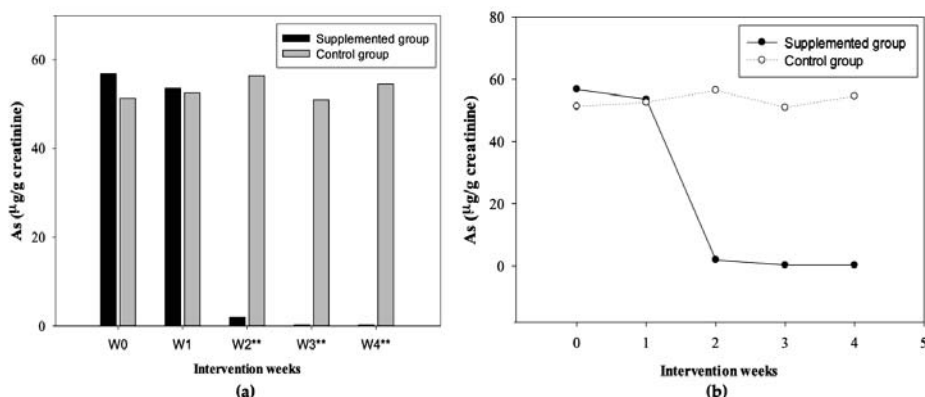 Supplemented group
Control group
As (µg/g creatinine)
60
40
20
0
W0 W1 W2** W3** W4**
Intervention weeks
(a)
Supplemented group
Control group
As (µg/g creatinine)
80
60
40
20
0
0 1 2 3 4 5
Intervention weeks
(b)